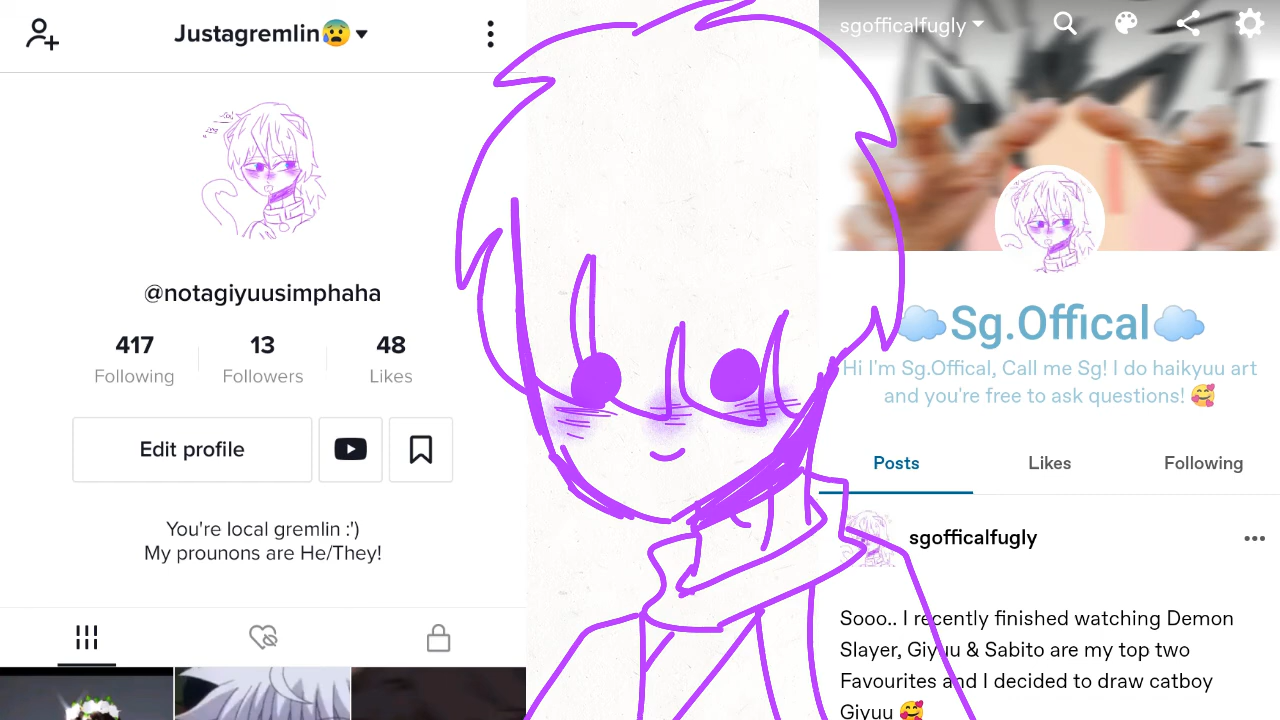 Justagremlin😰
@notagiyuusimphaha
417 13 48
Following Followers Likes
Edit profile
You're local gremlin :')
My prounons are He/They!
sgofficalfugly
☁️Sg.Offical☁️
Hi I'm Sg.Offical, Call me Sg! I do haikyuu art
and you're free to ask questions! 🥰
Posts Likes Following
sgofficalfugly
Sooo.. I recently finished watching Demon
Slayer, Giyuu & Sabito are my top two
Favourites and I decided to draw catboy
Giyuu 🥰